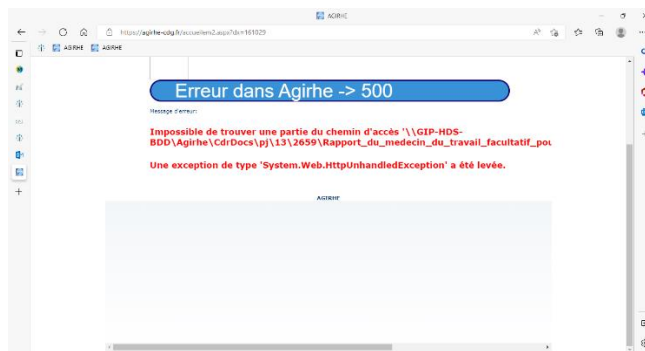 AGIRHE
https://agirhe-cdg.fr/accueilem2.aspx?dx=161029
AGIRHE AGIRHE
Erreur dans Agirhe -> 500
Message d'erreur:
Impossible de trouver une partie du chemin d'accès '\\GIP-HDS-
BDD\Agirhe\CdrDocs\pj\13\2659\Rapport_du_medecin_du_travail_facultatif_pou
Une exception de type 'System.Web.HttpUnhandledException' a été levée.
AGIRHE